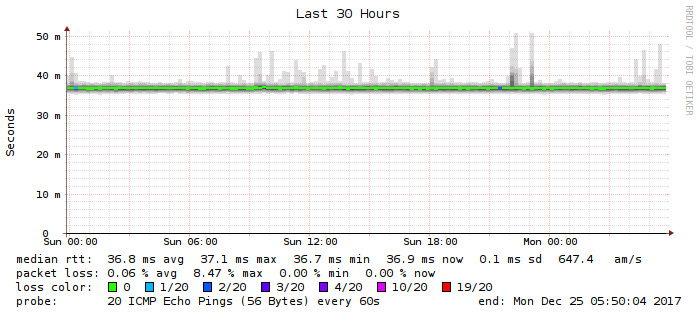 Last 30 Hours
RRDTOOL / TOBI OETIKER
Seconds
50 m
40 m
30 m
20 m
10 m
0
Sun 00:00 Sun 06:00 Sun 12:00 Sun 18:00 Mon 00:00
median rtt: 36.8 ms avg 37.1 ms max 36.7 ms min 36.9 ms now 0.1 ms sd 647.4 am/s
packet loss: 0.06 % avg 8.47 % max 0.00 % min 0.00 % now
loss color: 0 1/20 2/20 3/20 4/20 10/20 19/20
probe: 20 ICMP Echo Pings (56 Bytes) every 60s end: Mon Dec 25 05:50:04 2017